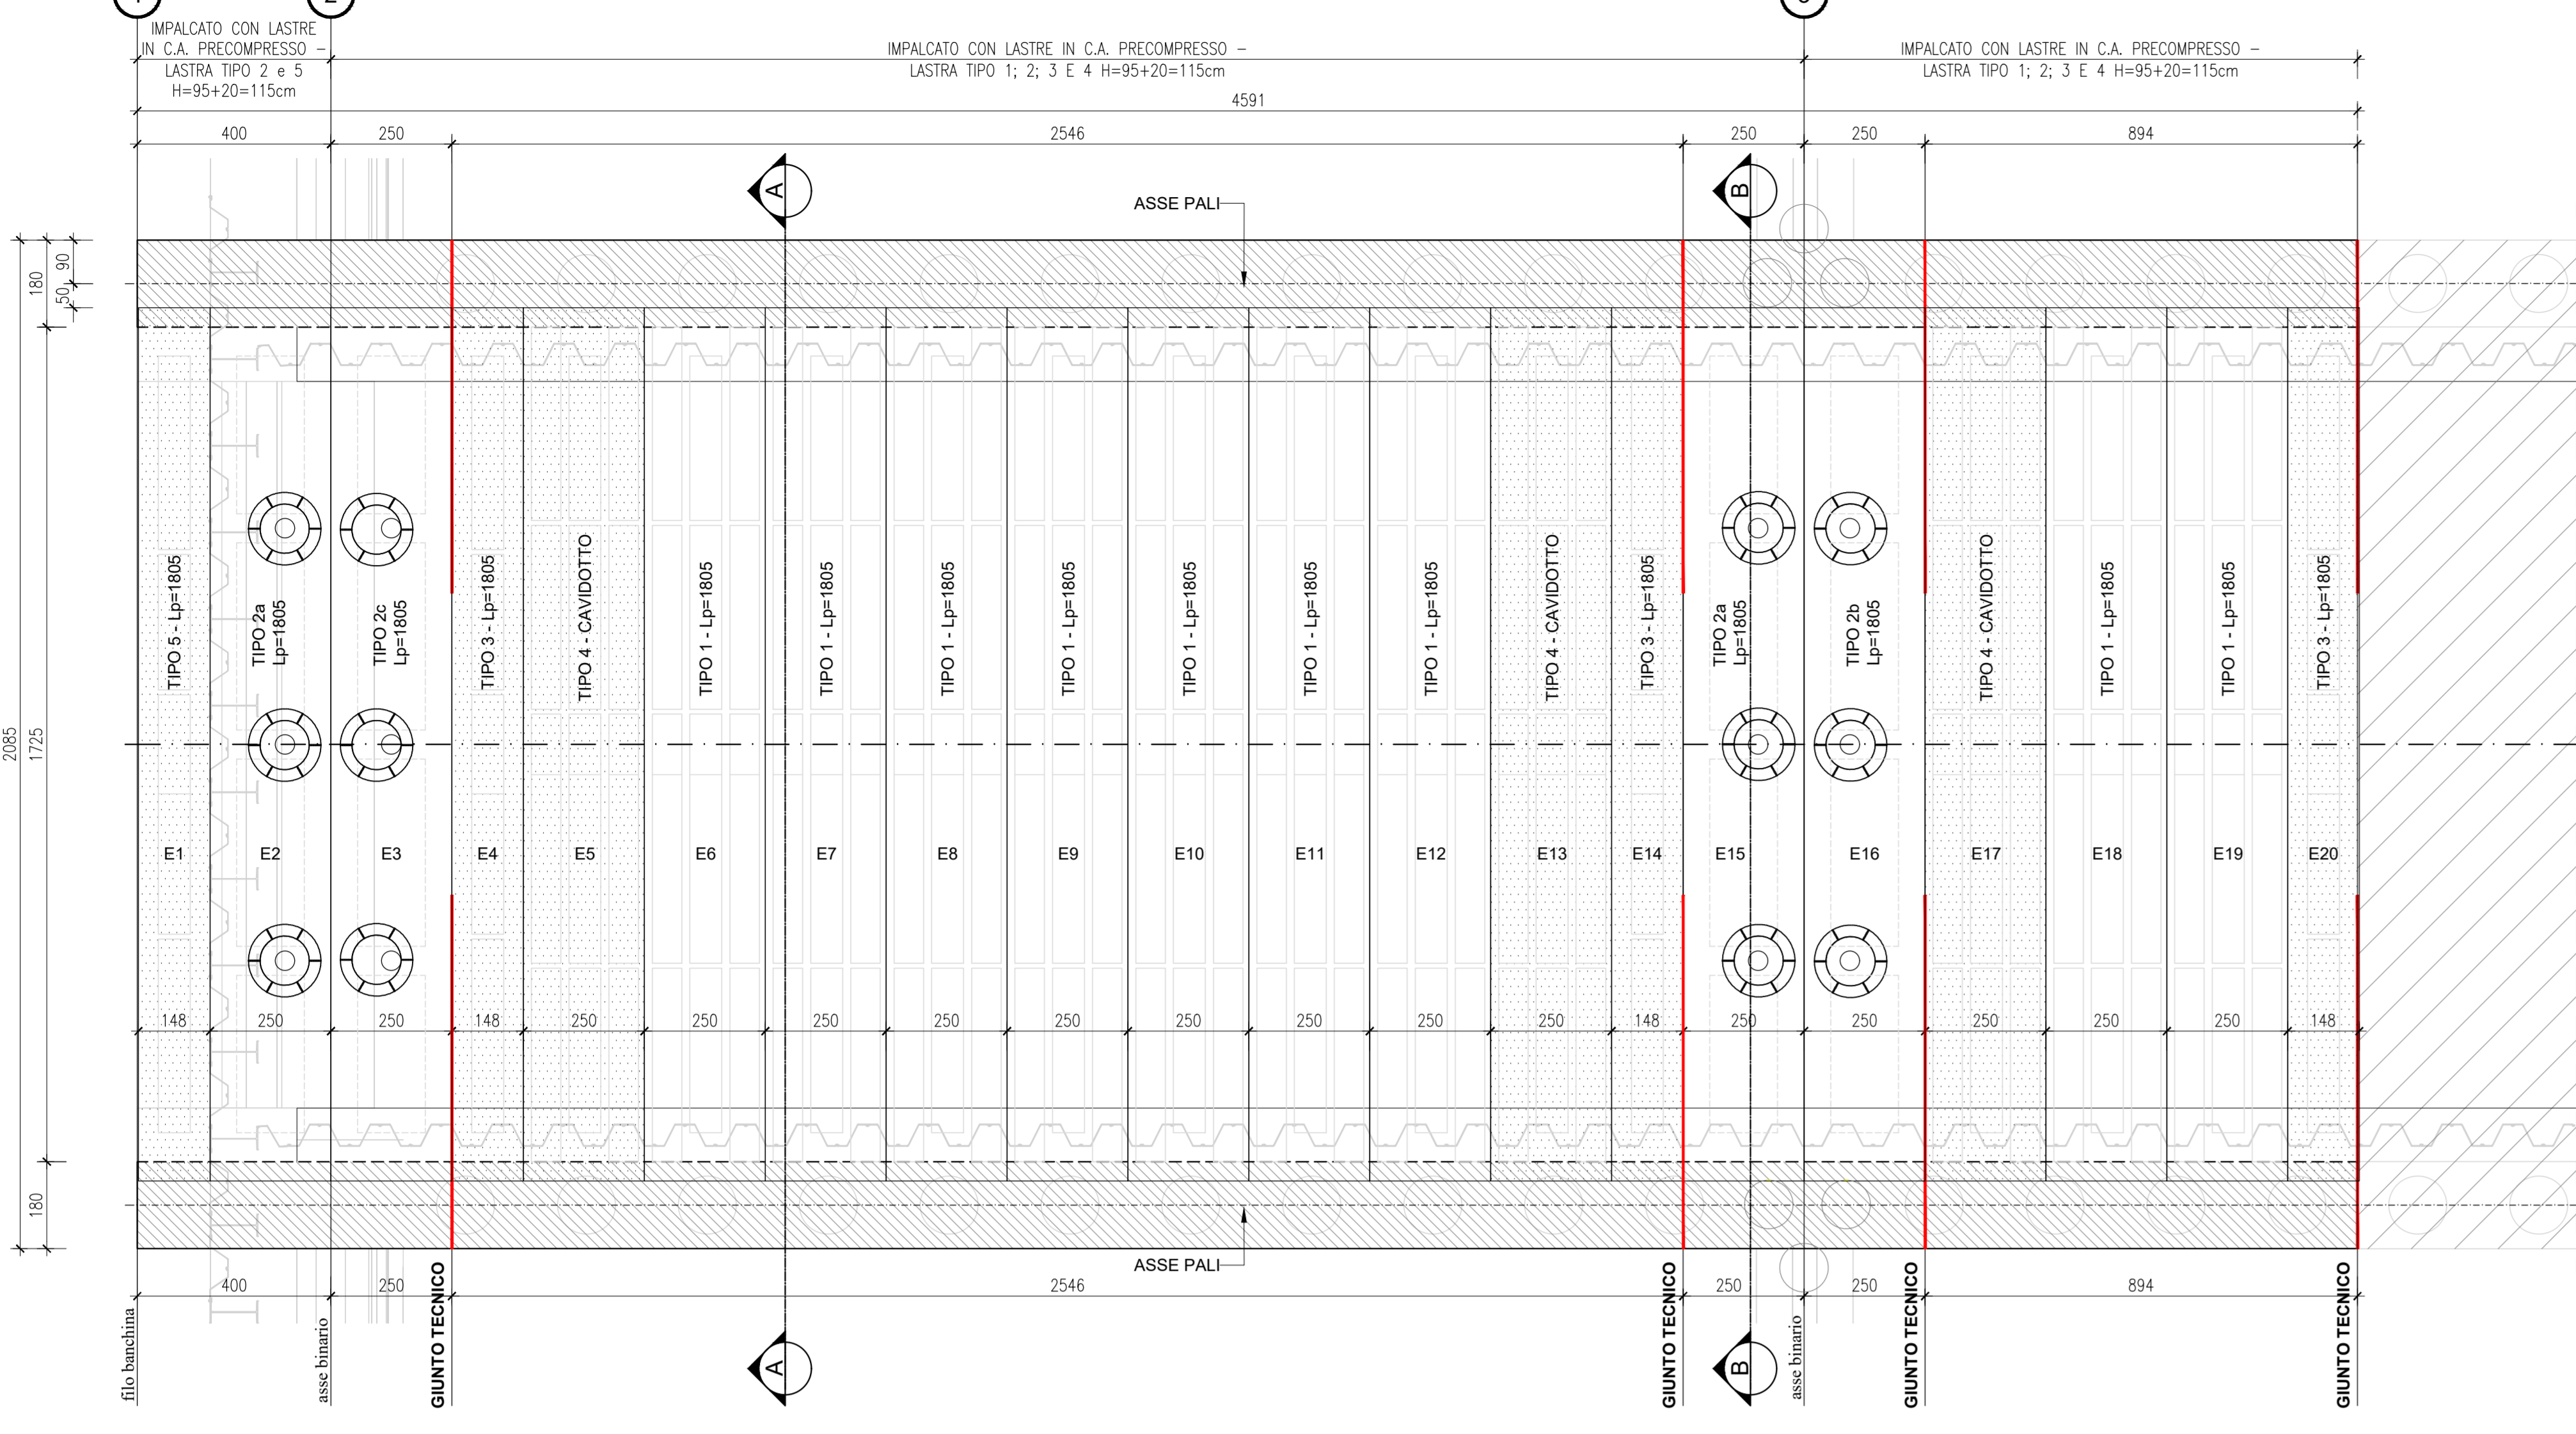 IMPALCATO CON LASTRE
IN C.A. PRECOMPRESSO –
LASTRA TIPO 2 e 5
H=95+20=115cm
IMPALCATO CON LASTRE IN C.A. PRECOMPRESSO –
LASTRA TIPO 1; 2; 3 E 4 H=95+20=115cm
IMPALCATO CON LASTRE IN C.A. PRECOMPRESSO –
LASTRA TIPO 1; 2; 3 E 4 H=95+20=115cm
4591
400
250
2546
250
250
894
A
B
ASSE PALI
180
90
50
2085
1725
180
TIPO 5 - Lp=1805
TIPO 2a
Lp=1805
TIPO 2c
Lp=1805
TIPO 3 - Lp=1805
TIPO 4 - CAVIDOTTO
TIPO 1 - Lp=1805
TIPO 1 - Lp=1805
TIPO 1 - Lp=1805
TIPO 1 - Lp=1805
TIPO 1 - Lp=1805
TIPO 1 - Lp=1805
TIPO 1 - Lp=1805
TIPO 4 - CAVIDOTTO
TIPO 3 - Lp=1805
TIPO 2a
Lp=1805
TIPO 2b
Lp=1805
TIPO 4 - CAVIDOTTO
TIPO 1 - Lp=1805
TIPO 1 - Lp=1805
TIPO 3 - Lp=1805
E1
E2
E3
E4
E5
E6
E7
E8
E9
E10
E11
E12
E13
E14
E15
E16
E17
E18
E19
E20
148
250
250
148
250
250
250
250
250
250
250
250
250
148
250
250
250
250
250
148
ASSE PALI
400
250
2546
250
250
894
filo banchina
asse binario
GIUNTO TECNICO
A
GIUNTO TECNICO
B
asse binario
GIUNTO TECNICO
GIUNTO TECNICO